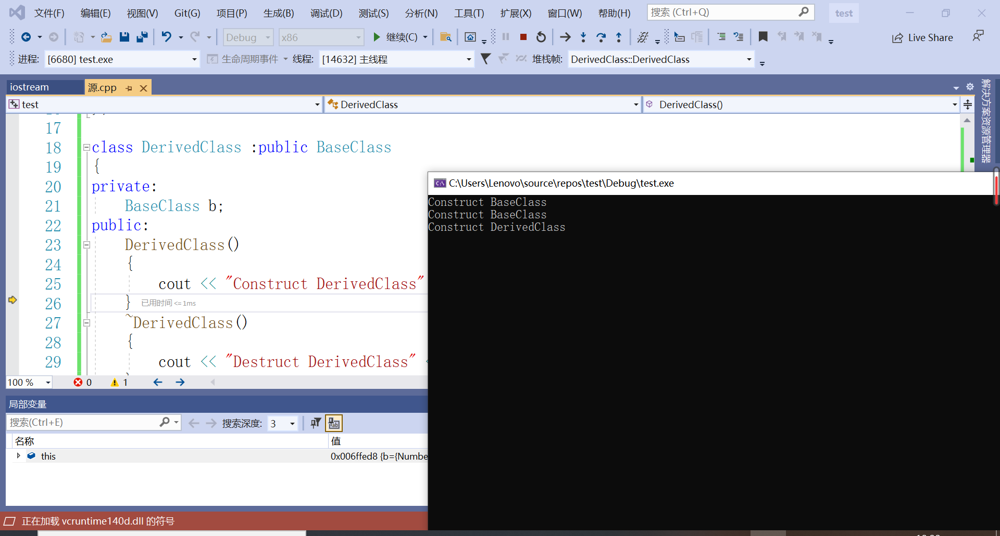 文件(F) 编辑(E) 视图(V) Git(G) 项目(P) 生成(B) 调试(D) 测试(S) 分析(N) 工具(T) 扩展(X) 窗口(W) 帮助(H) 搜索 (Ctrl+Q) test
Debug x86 继续(C) Live Share
进程: [6680] test.exe 生命周期事件 线程: [14632] 主线程 堆栈帧: DerivedClass::DerivedClass
iostream 源.cpp
test DerivedClass DerivedClass()
解决方案资源管理器
17
18 class DerivedClass :public BaseClass
19 {
20 private:
21 BaseClass b;
22 public:
23 DerivedClass()
24 {
25 cout << "Construct DerivedClass"
26 } 已用时间 <= 1ms
27 ~DerivedClass()
28 {
29 cout << "Destruct DerivedClass" <
C:\Users\Lenovo\source\repos\test\Debug\test.exe
Construct BaseClass
Construct BaseClass
Construct DerivedClass
100 % 0 1
局部变量
搜索(Ctrl+E) 搜索深度: 3
名称 值
this 0x006ffed8 {b={Numbe
正在加载 vcruntime140d.dll 的符号